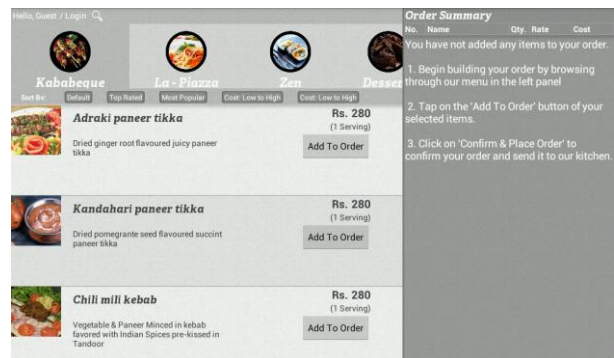 Hello, Guest / Login
Kababeque
La-Piazza
Zen
Desser
Sort By:
Default
Top Rated
Most Popular
Cost: Low to High
Cost: Low to High
Adraki paneer tikka
Dried ginger root flavoured juicy paneer
tikka
Rs. 280
(1 Serving)
Add To Order
Kandahari paneer tikka
Dried pomegrante seed flavoured succint
paneer tikka
Rs. 280
(1 Serving)
Add To Order
Chili mili kebab
Vegetable & Paneer Minced in kebab
favored with Indian Spices pre-kissed in
Tandoor
Rs. 280
(1 Serving)
Add To Order
Order Summary
No. Name Qty. Rate Cost
You have not added any items to your order.
1. Begin building your order by browsing
through our menu in the left panel
2. Tap on the 'Add To Order' button of your
selected items.
3. Click on 'Confirm & Place Order' to
confirm your order and send it to our kitchen.